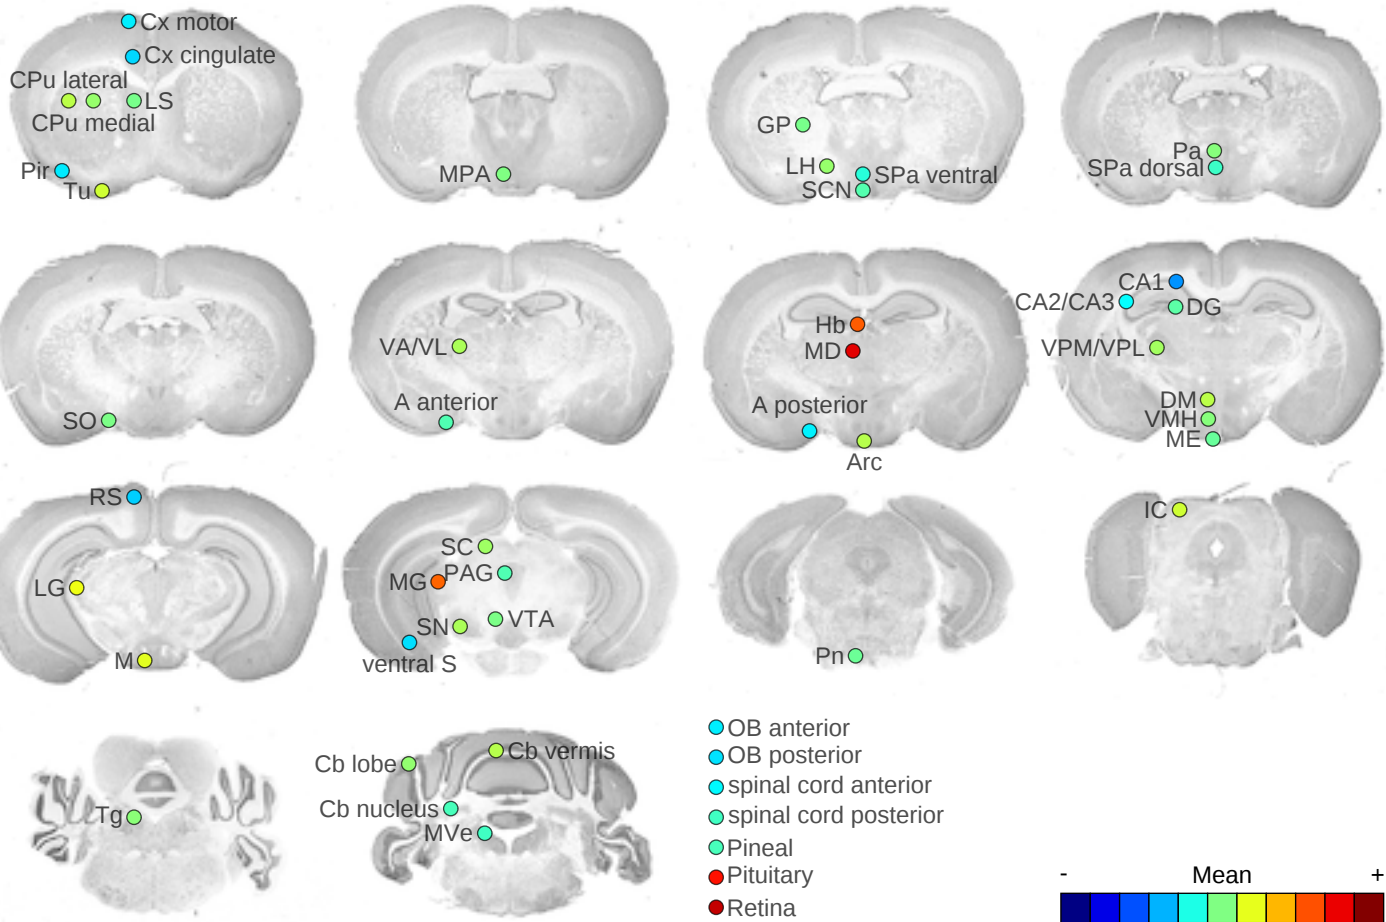 Cx motor
Cx cingulate
CPu lateral
LS
CPu medial
Pir
Tu
MPA
GP
LH
SPa ventral
SCN
Pa
SPa dorsal
SO
VA/VL
A anterior
Hb
MD
A posterior
Arc
CA1
CA2/CA3
DG
VPM/VPL
DM
VMH
ME
RS
LG
M
SC
MG
PAG
SN
VTA
ventral S
Pn
IC
Tg
Cb lobe
Cb vermis
Cb nucleus
MVe
OB anterior
OB posterior
spinal cord anterior
spinal cord posterior
Pineal
Pituitary
Retina
- Mean +